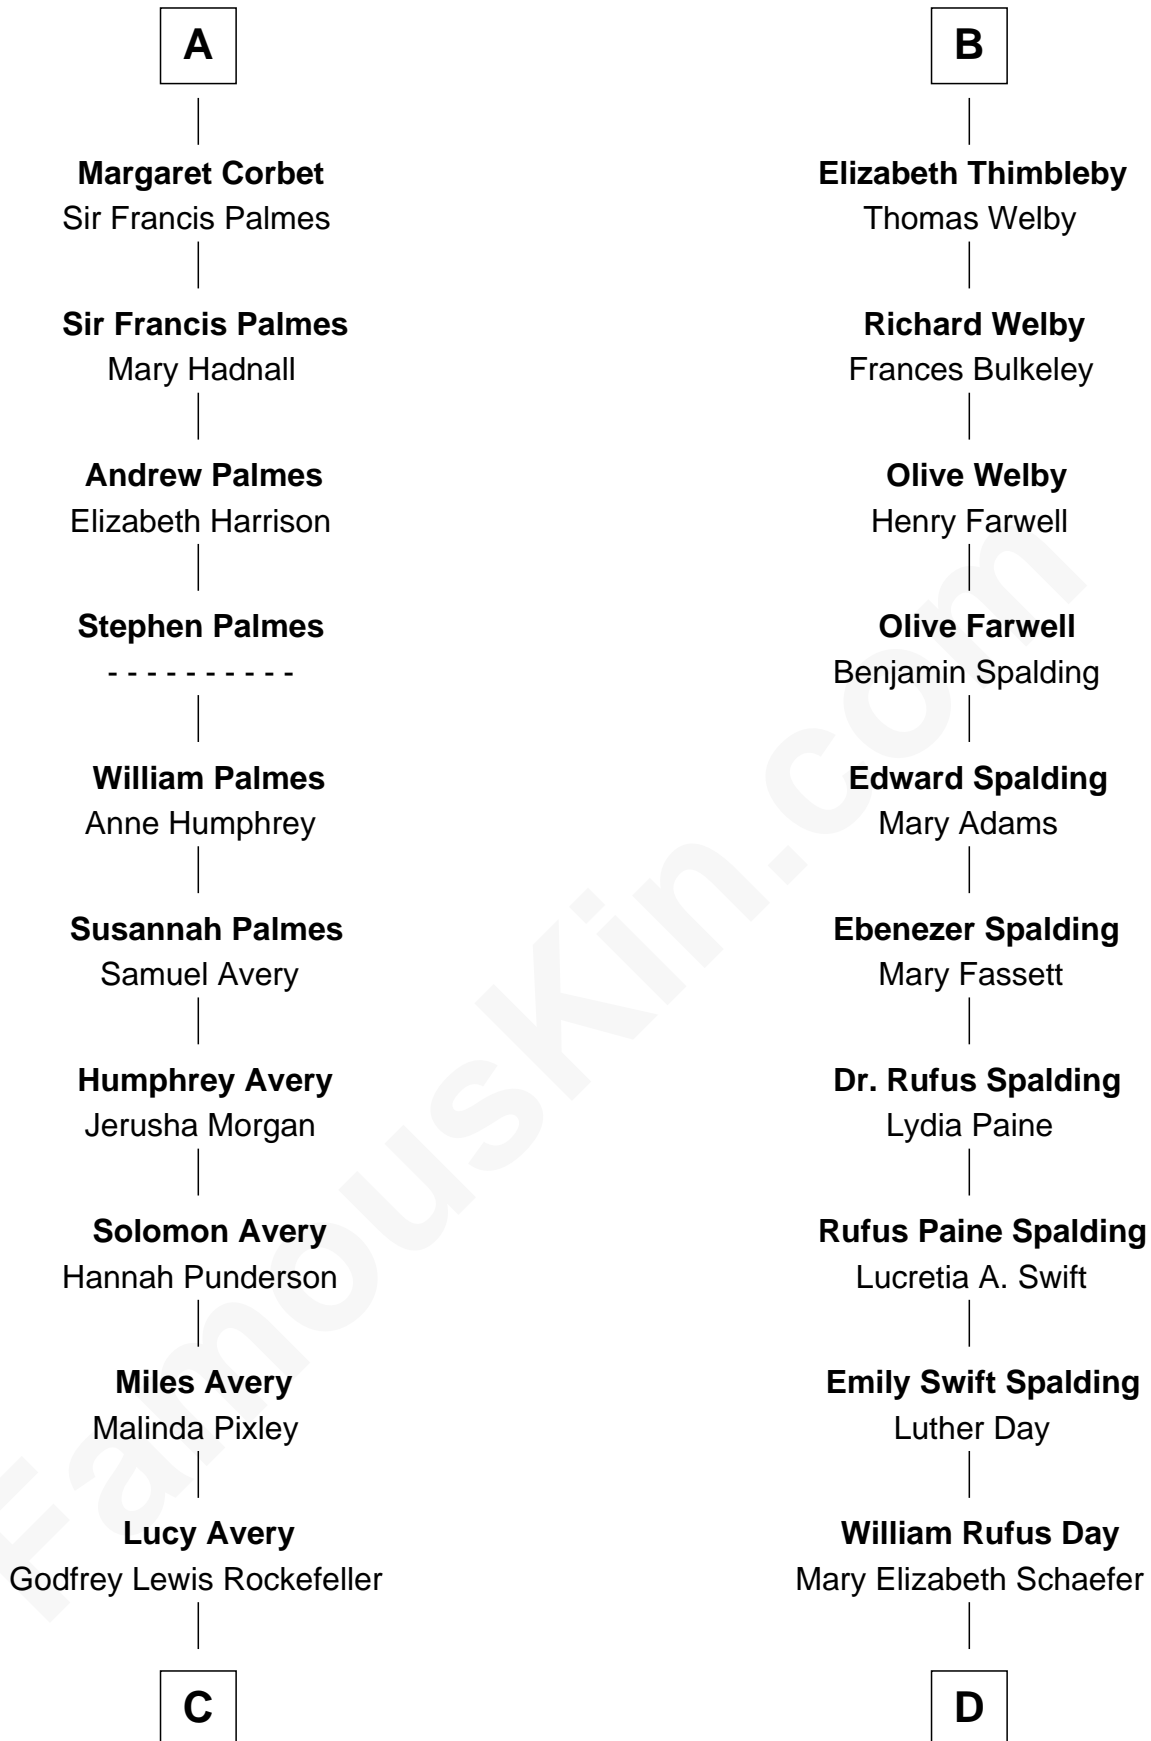 A
Margaret Corbet
Sir Francis Palmes
Sir Francis Palmes
Mary Hadnall
Andrew Palmes
Elizabeth Harrison
Stephen Palmes
- - - - - - - - - -
William Palmes
Anne Humphrey
Susannah Palmes
Samuel Avery
Humphrey Avery
Jerusha Morgan
Solomon Avery
Hannah Punderson
Miles Avery
Malinda Pixley
Lucy Avery
Godfrey Lewis Rockefeller
C
B
Elizabeth Thimbleby
Thomas Welby
Richard Welby
Frances Bulkeley
Olive Welby
Henry Farwell
Olive Farwell
Benjamin Spalding
Edward Spalding
Mary Adams
Ebenezer Spalding
Mary Fassett
Dr. Rufus Spalding
Lydia Paine
Rufus Paine Spalding
Lucretia A. Swift
Emily Swift Spalding
Luther Day
William Rufus Day
Mary Elizabeth Schaefer
D
FamousKin.com